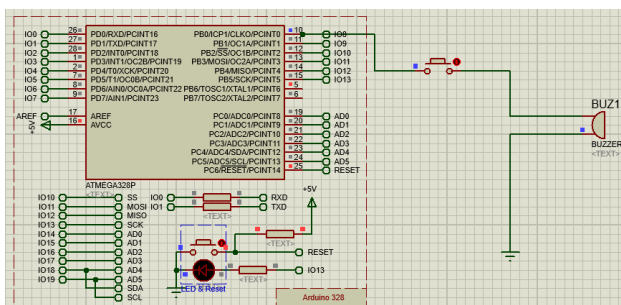 IO0 26 PD0/RXD/PCINT16 PB0/ICP1/CLKO/PCINT0 10 IO8
IO1 27 PD1/TXD/PCINT17 PB1/OC1A/PCINT1 11 IO9
IO2 28 PD2/INT0/PCINT18 PB2/SS/OC1B/PCINT2 12 IO10
IO3 1 PD3/INT1/OC2B/PCINT19 PB3/MOSI/OC2A/PCINT3 13 IO11
IO4 2 PD4/T0/XCK/PCINT20 PB4/MISO/PCINT4 14 IO12
IO5 7 PD5/T1/OC0B/PCINT21 PB5/SCK/PCINT5 15 IO13
IO6 8 PD6/AIN0/OC0A/PCINT22 PB6/TOSC1/XTAL1/PCINT6 5
IO7 9 PD7/AIN1/PCINT23 PB7/TOSC2/XTAL2/PCINT7 6
AREF 17 AREF PC0/ADC0/PCINT8 19 AD0
+5V 16 AVCC PC1/ADC1/PCINT9 20 AD1
PC2/ADC2/PCINT10 21 AD2
PC3/ADC3/PCINT11 22 AD3
PC4/ADC4/SDA/PCINT12 23 AD4
PC5/ADC5/SCL/PCINT13 24 AD5
PC6/RESET/PCINT14 25 RESET
BUZ1
BUZZER
<TEXT>
ATMEGA328P
<TEXT>
IO10 SS
IO11 MOSI
IO12 MISO
IO13 SCK
IO14 AD0
IO15 AD1
IO16 AD2
IO17 AD3
IO18 AD4
IO19 AD5
SDA
SCL
IO0 RXD
IO1 TXD
<TEXT>
+5V
<TEXT>
RESET
IO13
<TEXT>
LED & Reset
Arduino 328